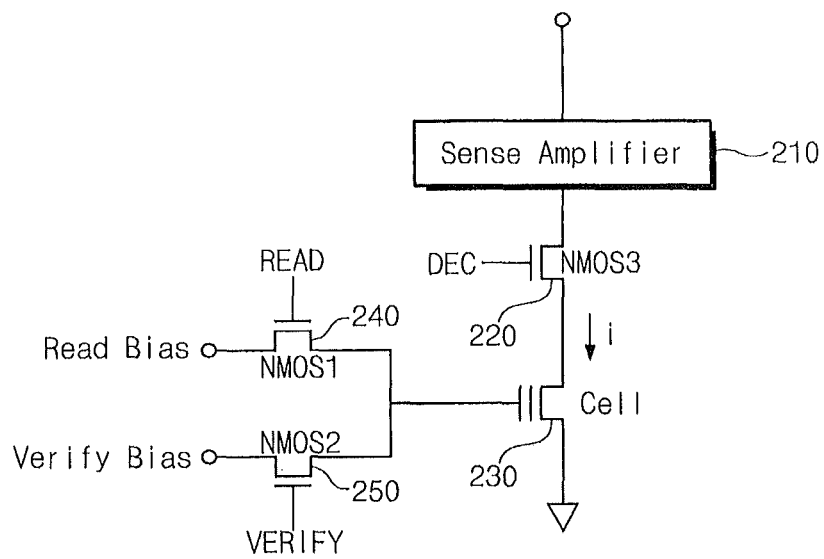 Sense Amplifier
210
READ
DEC
NMOS3
240
220
i
Read Bias
NMOS1
Cell
NMOS2
Verify Bias
230
250
VERIFY